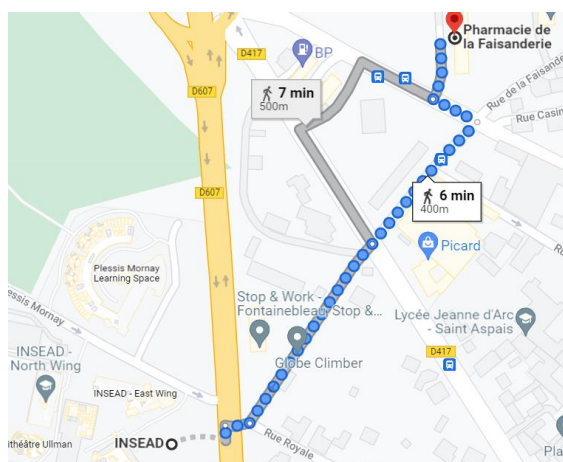 Pharmacie de
la Faisanderie
D417
BP
D607
7 min
500m
Rue de la Faisande
Rue Casin
D607
6 min
400m
Picard
Plessis Mornay
Learning Space
Stop & Work -
Fontainebleau, Stop &...
Lycée Jeanne d'Arc
- Saint Aspais
lessis Mornay
Globe Climber
D417
INSEAD -
North Wing
INSEAD - East Wing
INSEAD
Rue Royale
ithéâtre Ullman
Pla